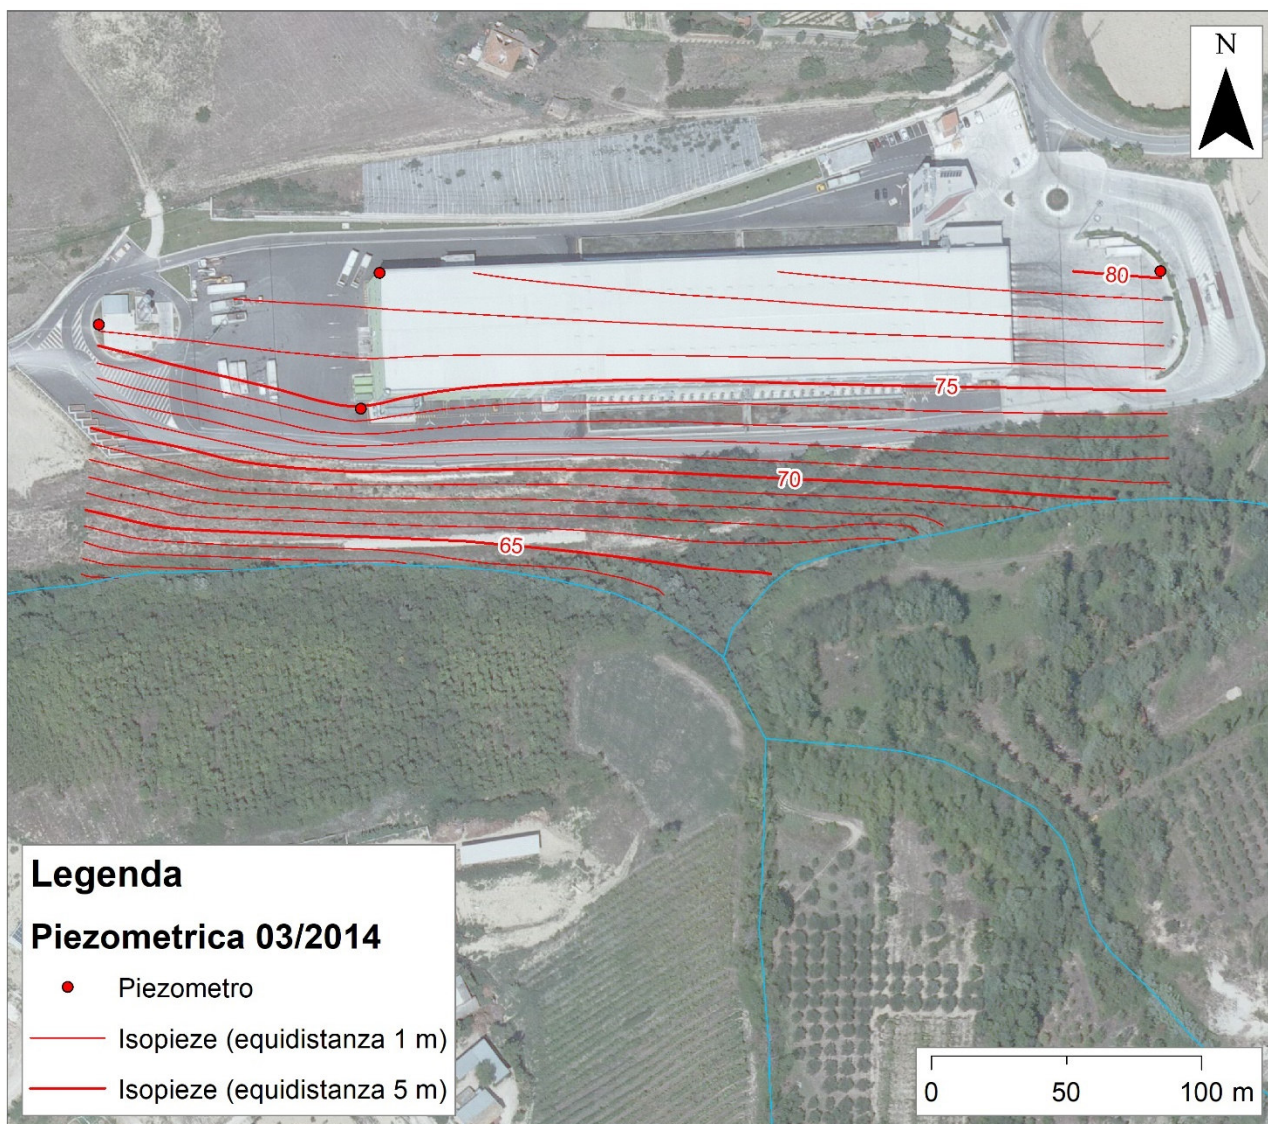 N
80
75
70
65
Legenda
Piezometrica 03/2014
Piezometro
Isopieze (equidistanza 1 m)
Isopieze (equidistanza 5 m)
0 50 100 m